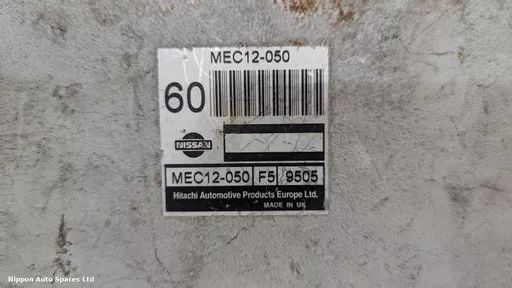 MEC12-050
60
NISSAN
MEC12-050 F5 9505
Hitachi Automotive Products Europe Ltd.
MADE IN UK
Nippon Auto Spares Ltd